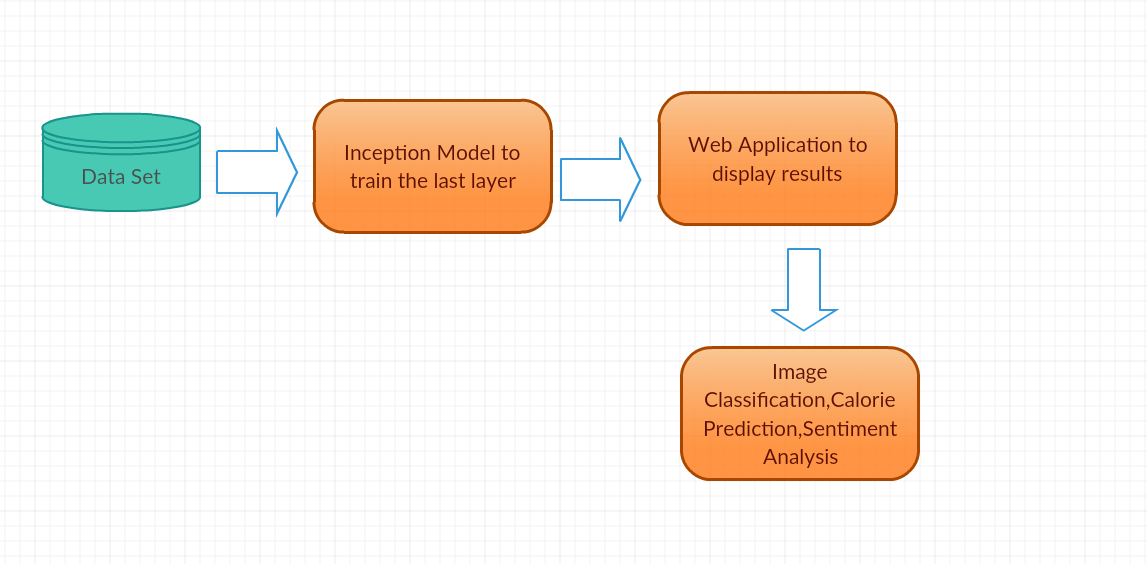 Data Set
Inception Model to
train the last layer
Web Application to
display results
Image
Classification,Calorie
Prediction,Sentiment
Analysis